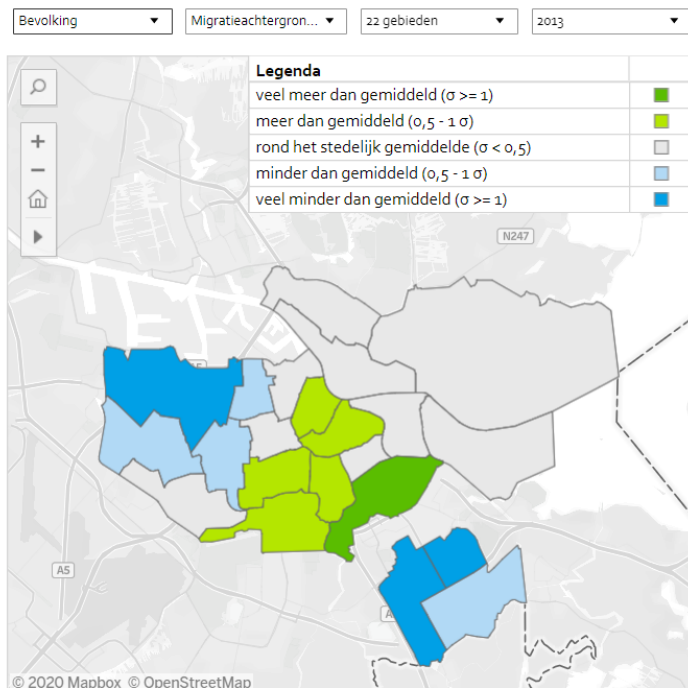 Bevolking Migratieachtergron... 22 gebieden 2013
Legenda
veel meer dan gemiddeld (σ >= 1)
meer dan gemiddeld (0,5 - 1 σ)
rond het stedelijk gemiddelde (σ < 0,5)
minder dan gemiddeld (0,5 - 1 σ)
veel minder dan gemiddeld (σ >= 1)
N247
A5
© 2020 Mapbox © OpenStreetMap